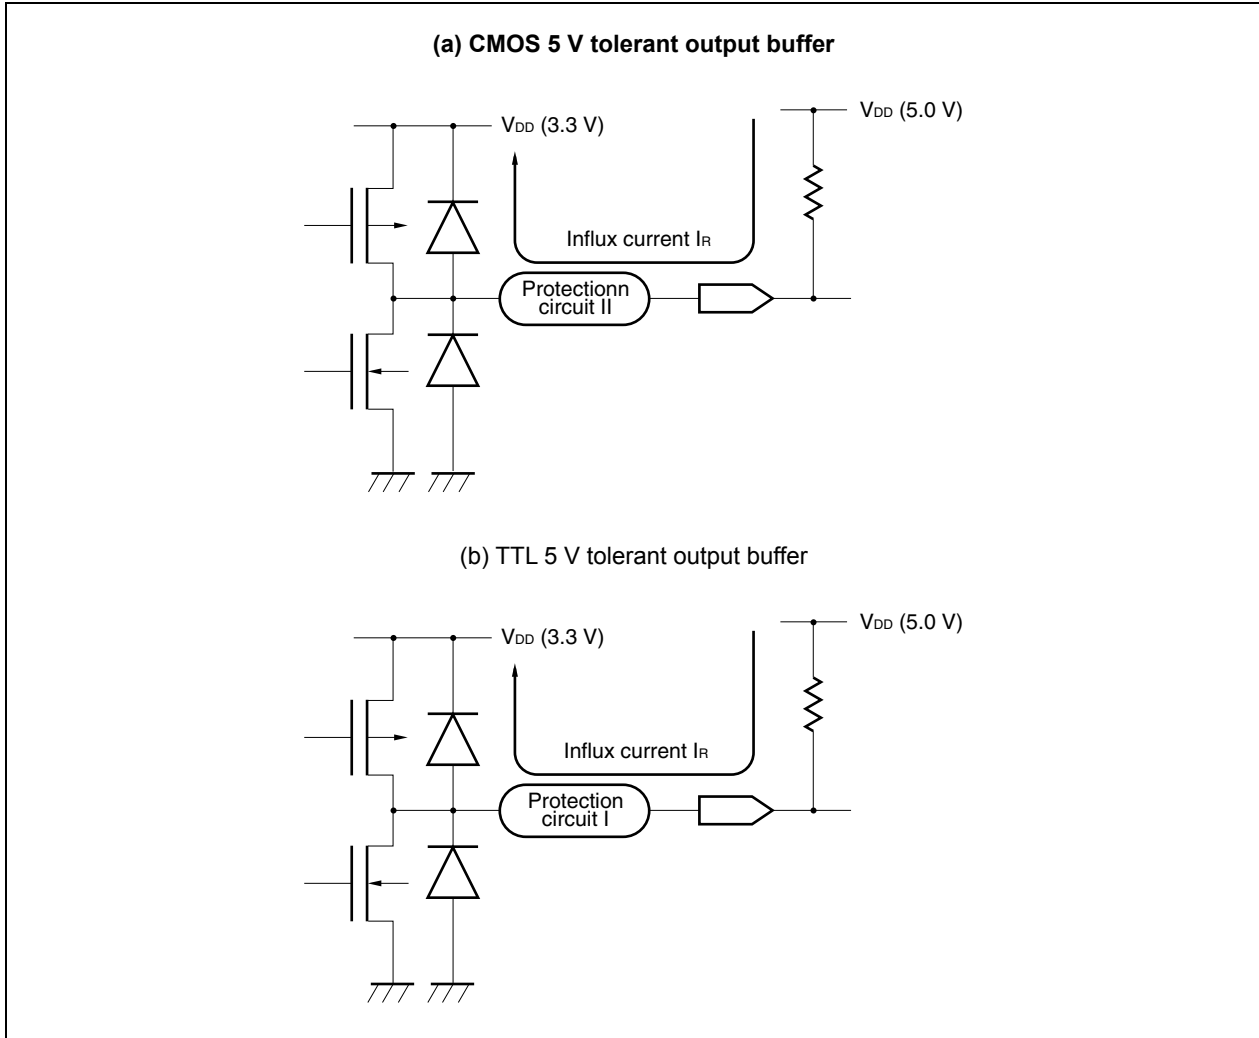 (a) CMOS 5 V tolerant output buffer
VDD (5.0 V)
VDD (3.3 V)
Influx current IR
Protectionn
circuit II
(b) TTL 5 V tolerant output buffer
VDD (5.0 V)
VDD (3.3 V)
Influx current IR
Protection
circuit I